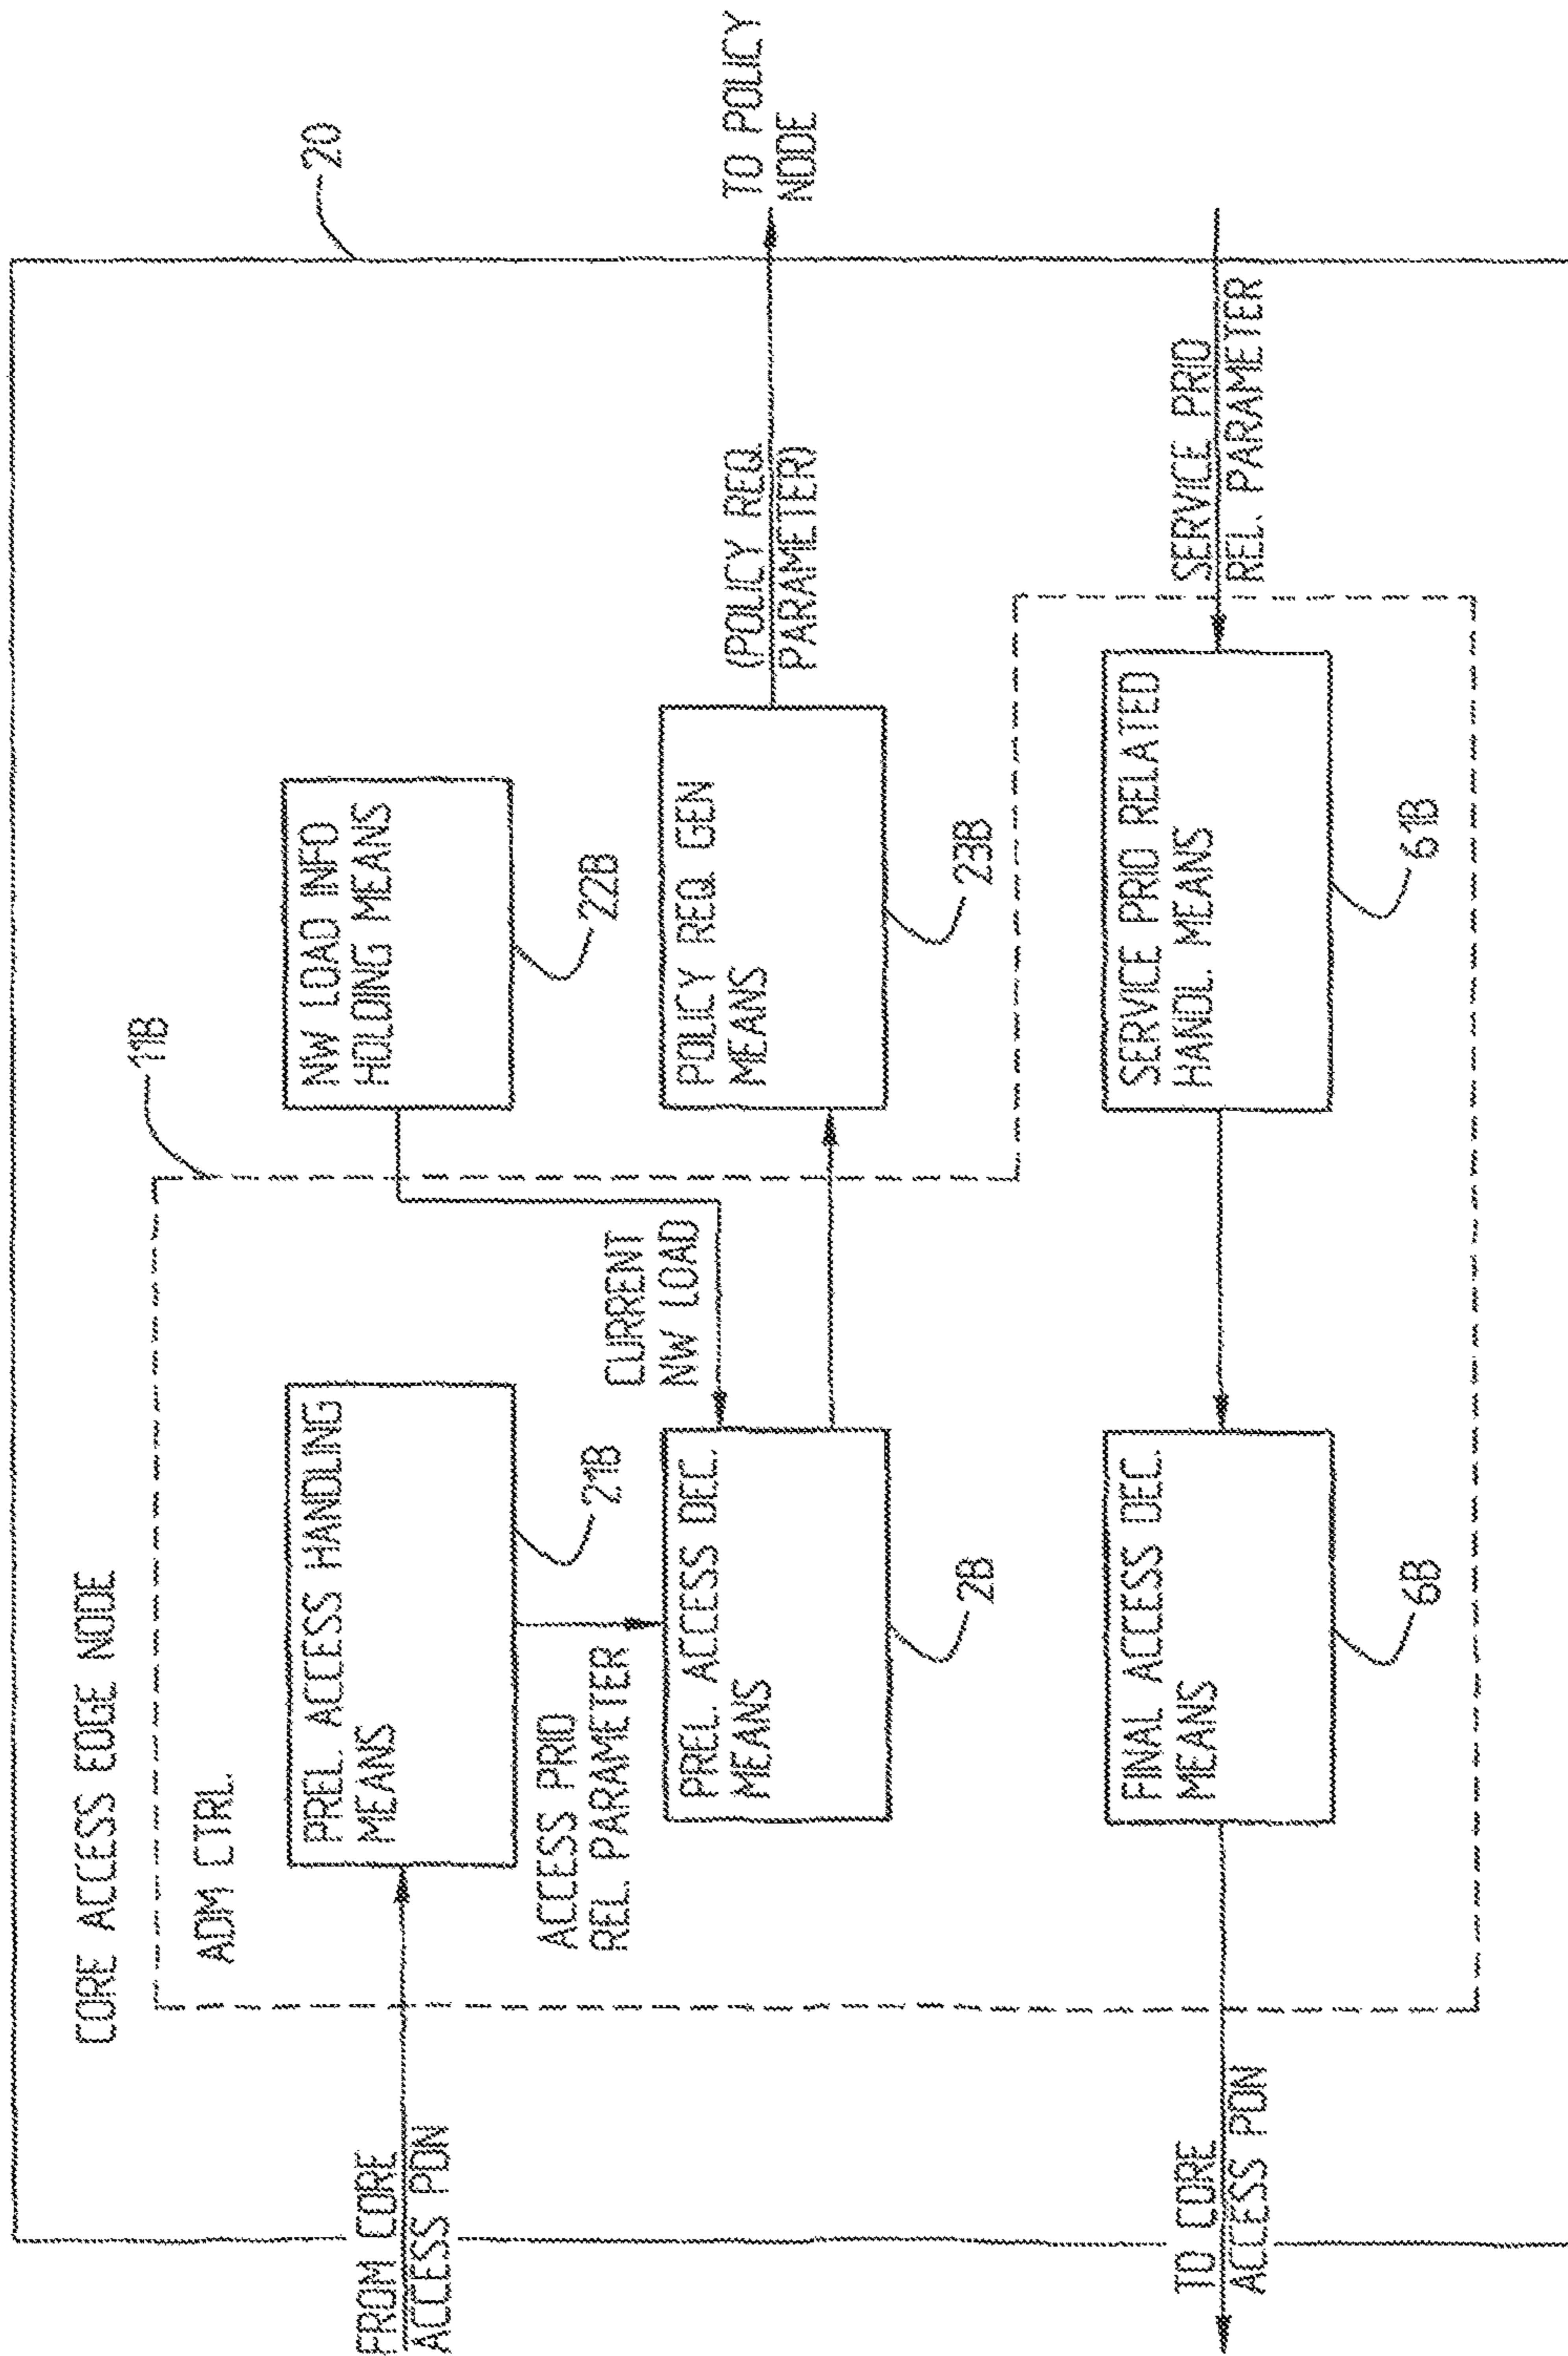 CORE ACCESS EDGE NODE
20
ADM CTRL.
11B
FROM CORE
ACCESS PDN
PREL. ACCESS HANDLING
MEANS
21B
NW LOAD INFO
HOLDING MEANS
22B
ACCESS PRIO
REL. PARAMETER
CURRENT
NW LOAD
PREL. ACCESS DEC.
MEANS
2B
POLICY REQ GEN
MEANS
23B
(POLICY REQ.
PARAMETER)
TO POLICY
NODE
TO CORE
ACCESS PDN
FINAL ACCESS DEC.
MEANS
6B
SERVICE PRIO RELATED
HANDL. MEANS
61B
SERVICE PRIO
REL. PARAMETER